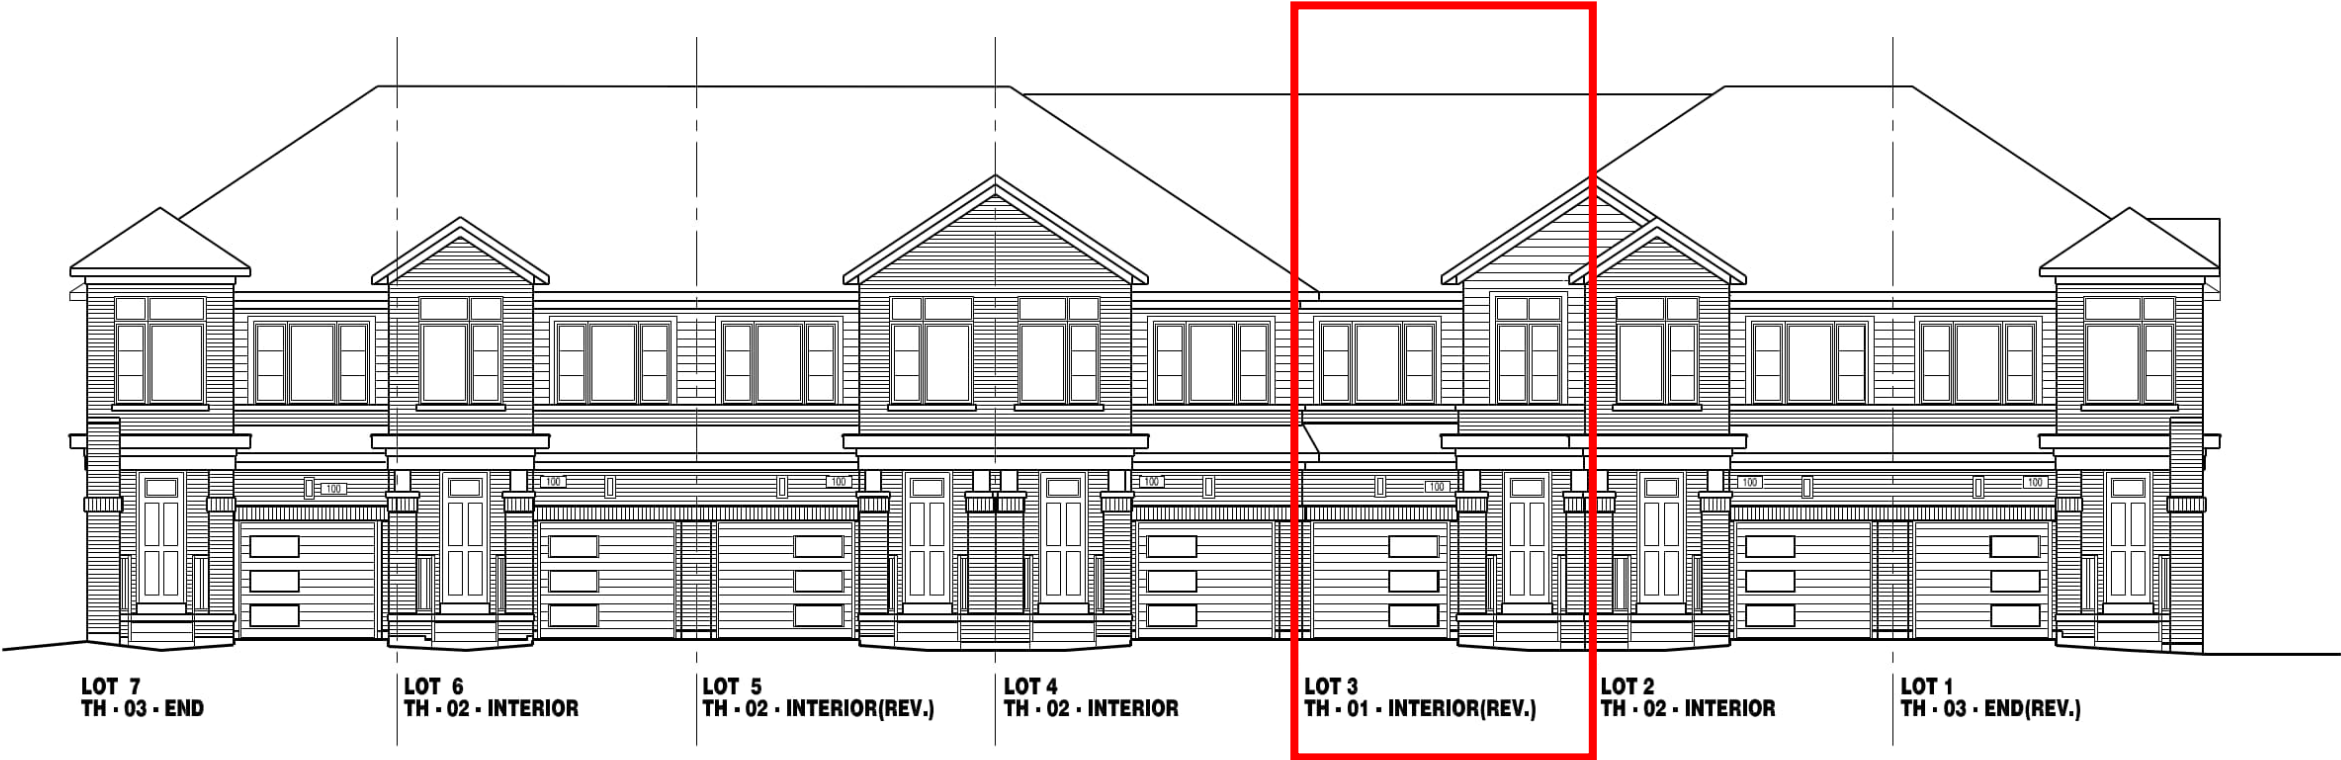 100
100
100
100
100
100
100
LOT 7
TH - 03 - END
LOT 6
TH - 02 - INTERIOR
LOT 5
TH - 02 - INTERIOR(REV.)
LOT 4
TH - 02 - INTERIOR
LOT 3
TH - 01 - INTERIOR(REV.)
LOT 2
TH - 02 - INTERIOR
LOT 1
TH - 03 - END(REV.)